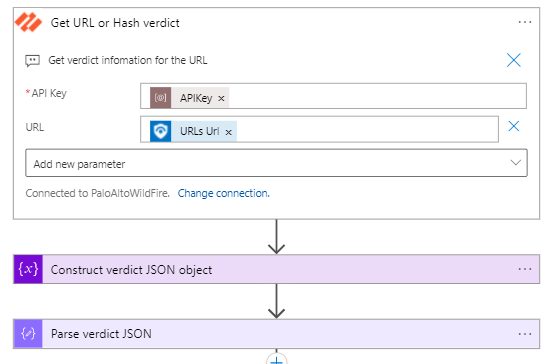 Get URL or Hash verdict
Get verdict infomation for the URL
* API Key
APIKey ×
URL
URLs Url ×
Add new parameter
Connected to PaloAltoWildFire. Change connection.
{x} Construct verdict JSON object
Parse verdict JSON